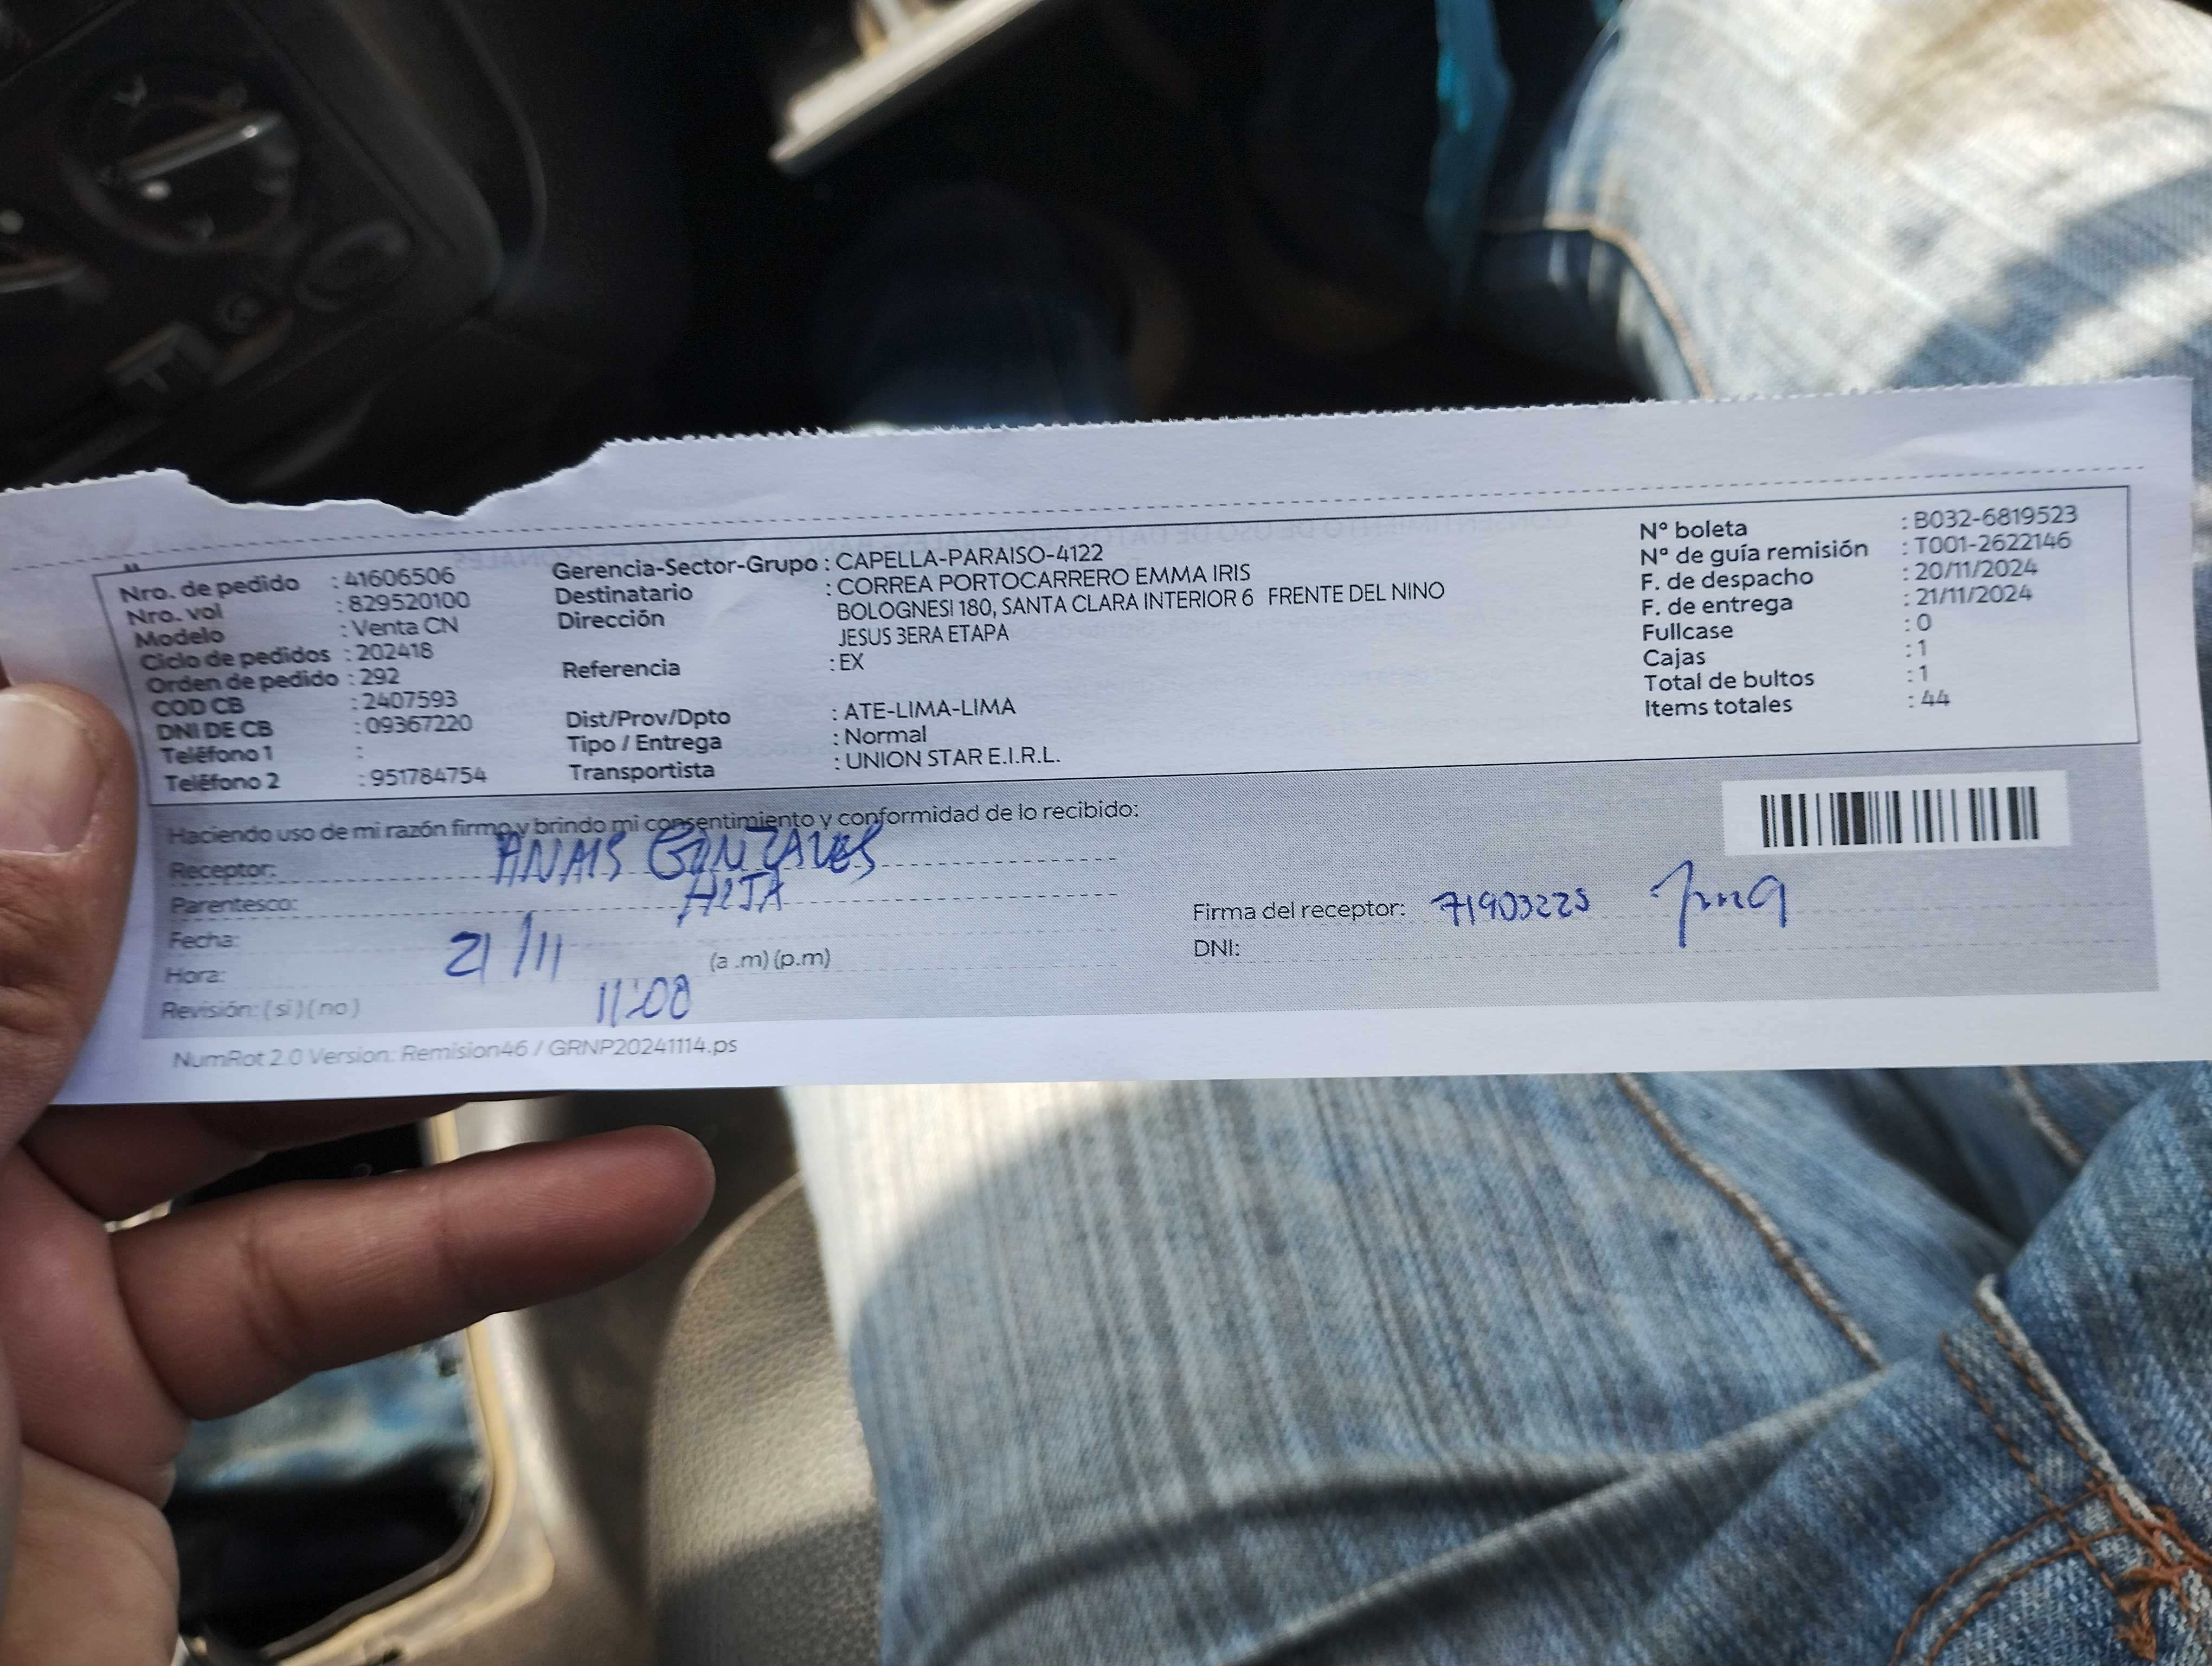 Nro. de pedido : 41606506
Nro. vol : 829520100
Modelo : Venta CN
Ciclo de pedidos : 202418
Orden de pedido : 292
COD CB : 2407593
DNI DE CB : 09367220
Teléfono 1 :
Teléfono 2 : 951784754
Gerencia-Sector-Grupo : CAPELLA-PARAISO-4122
Destinatario : CORREA PORTOCARRERO EMMA IRIS
Dirección BOLOGNESI 180, SANTA CLARA INTERIOR 6 FRENTE DEL NINO
JESUS 3ERA ETAPA
Referencia : EX
Dist/Prov/Dpto : ATE-LIMA-LIMA
Tipo / Entrega : Normal
Transportista : UNION STAR E.I.R.L.
Nº boleta : B032-6819523
Nº de guía remisión : T001-2622146
F. de despacho : 20/11/2024
F. de entrega : 21/11/2024
Fullcase : 0
Cajas : 1
Total de bultos : 1
Items totales : 44
Haciendo uso de mi razón firmo y brindo mi consentimiento y conformidad de lo recibido:
Receptor: ANAIS GONZALES
Parentesco: HIJA
Fecha: 21/11
Hora: 11:00 (a .m) (p.m)
Revisión: ( si ) ( no )
Firma del receptor: 71903225
DNI:
NumRot 2.0 Version: Remision46 / GRNP20241114.ps